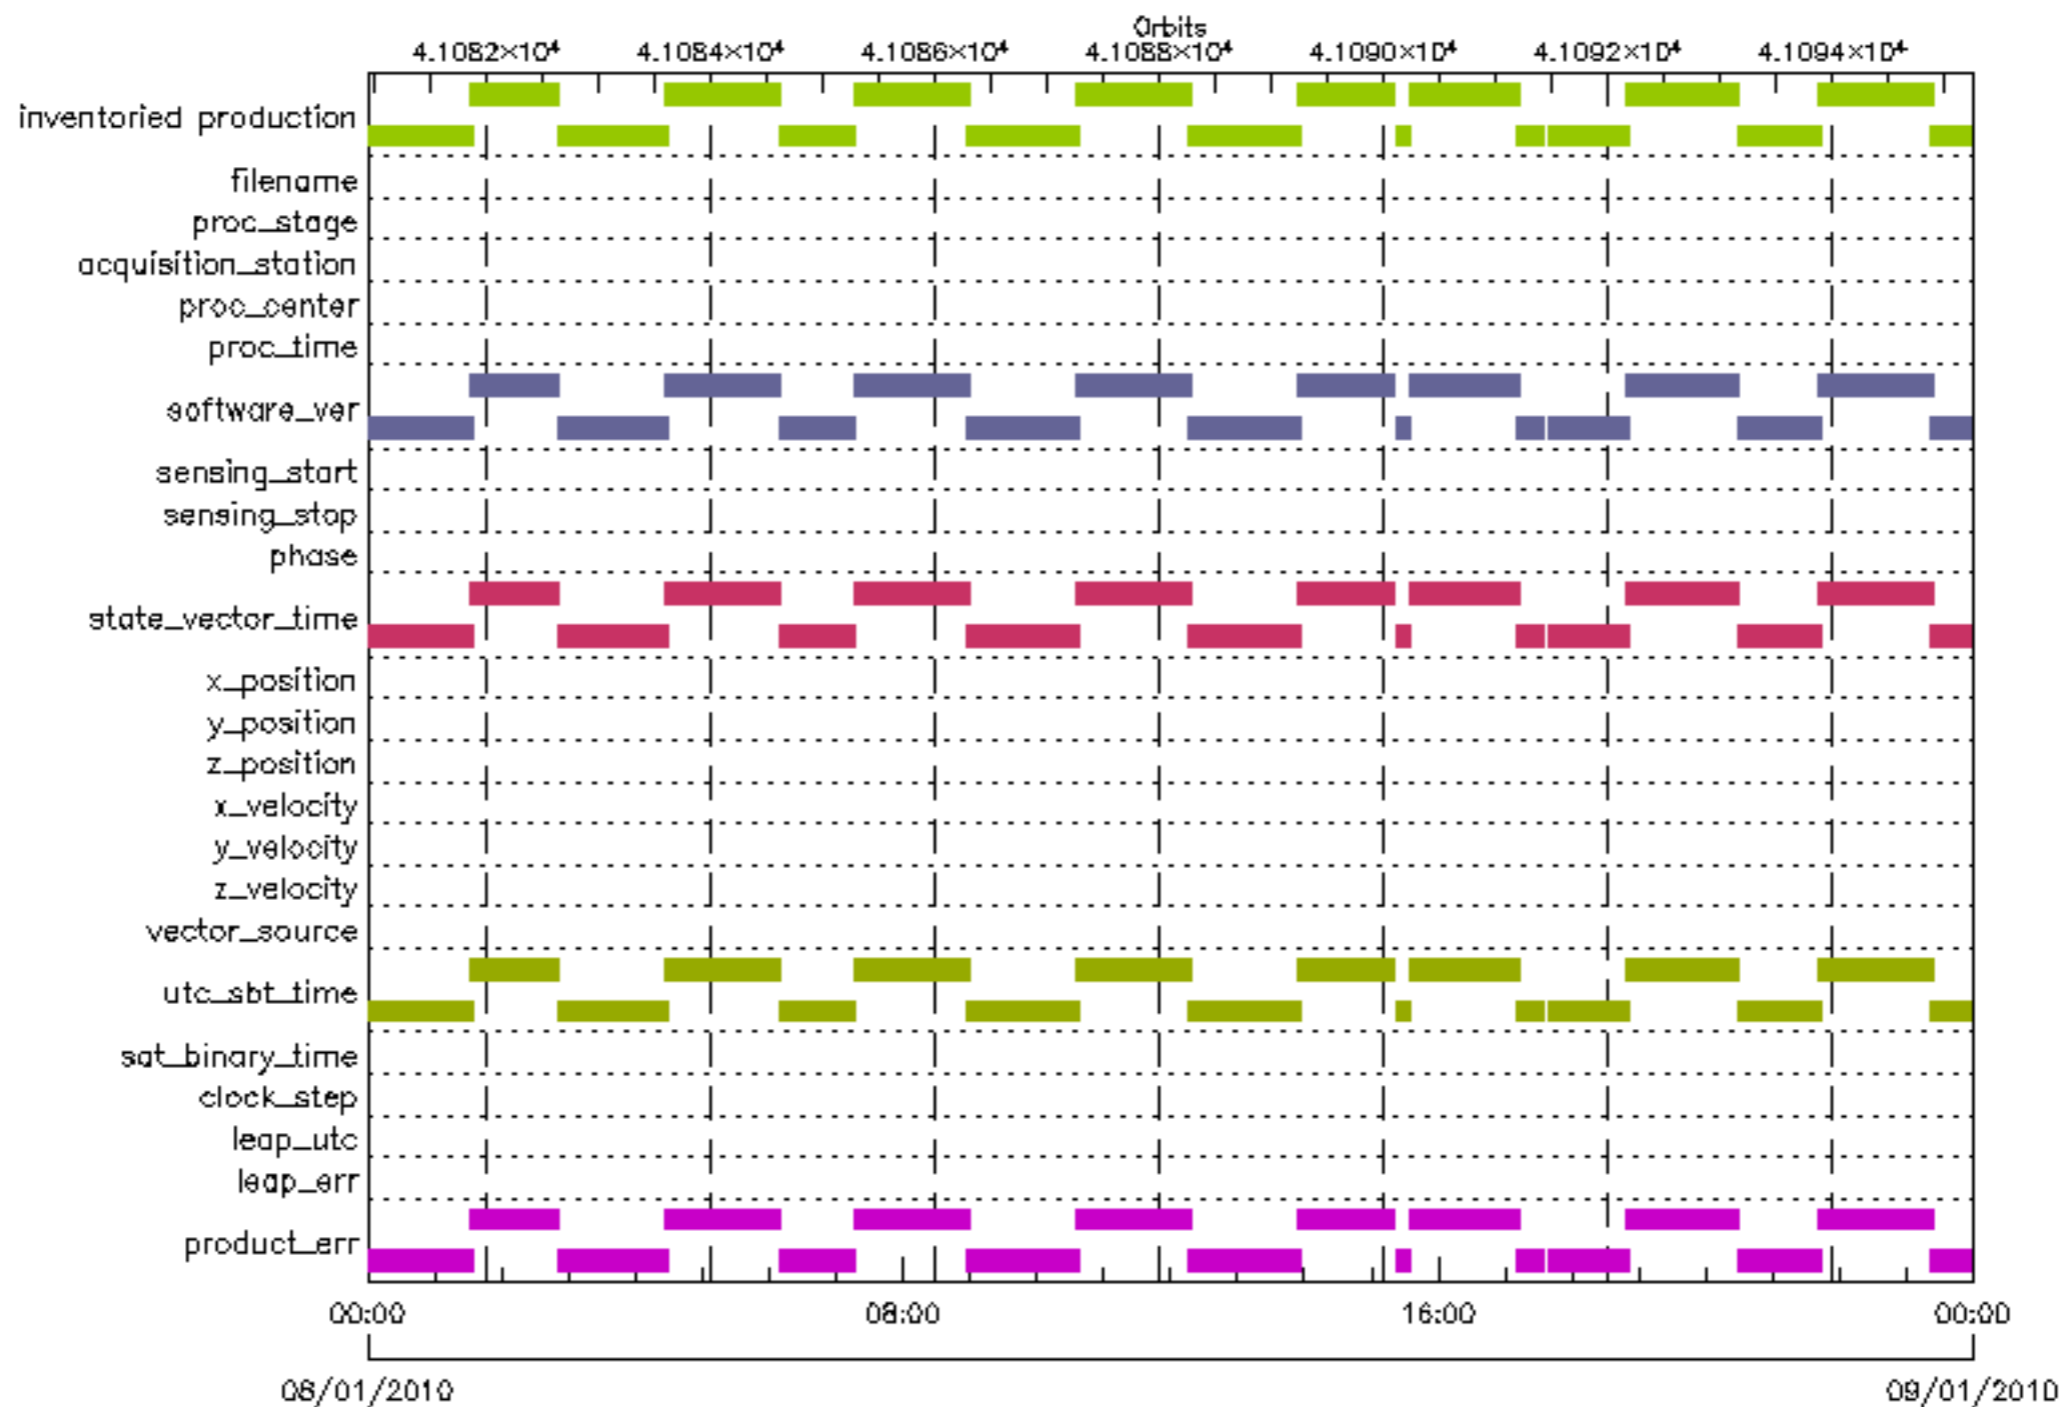 Orbits
4.1082×10⁴ 4.1084×10⁴ 4.1086×10⁴ 4.1088×10⁴ 4.1090×10⁴ 4.1092×10⁴ 4.1094×10⁴
inventoried production
filename
proc_stage
acquisition_station
proc_center
proc_time
software_ver
sensing_start
sensing_stop
phase
state_vector_time
x_position
y_position
z_position
x_velocity
y_velocity
z_velocity
vector_source
utc_sbt_time
sat_binary_time
clock_step
leap_utc
leap_err
product_err
00:00 08:00 16:00 00:00
08/01/2010 09/01/2010